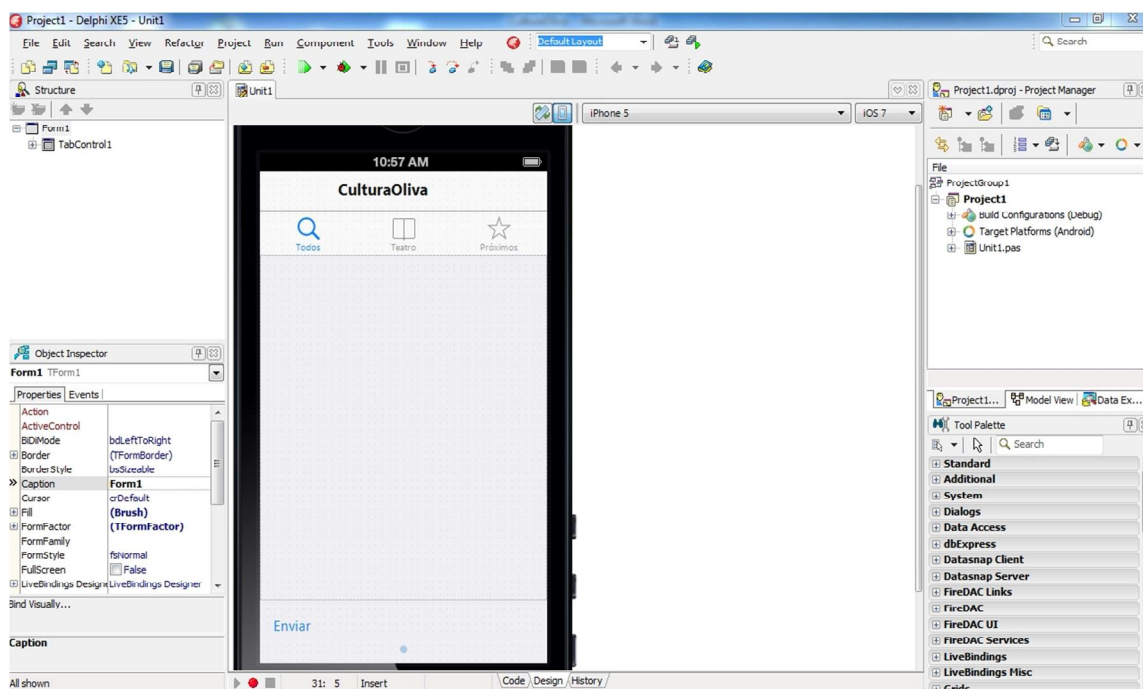 Project1 - Delphi XE5 - Unit1
File Edit Search View Refactor Project Run Component Tools Window Help
Default Layout
Search
Structure
Form1
TabControl1
Unit1
iPhone 5
iOS 7
10:57 AM
CulturaOliva
Todos
Teatro
Próximos
Enviar
Object Inspector
Form1 TForm1
Properties Events
Action
ActiveControl
BiDiMode bdLeftToRight
Border (TFormBorder)
BorderStyle bsSizeable
Caption Form1
Cursor crDefault
Fill (Brush)
FormFactor (TFormFactor)
FormFamily
FormStyle fsNormal
FullScreen False
LiveBindings Designe LiveBindings Designer
Bind Visually...
Caption
All shown
31: 5 Insert
Code Design History
Project1.dproj - Project Manager
File
ProjectGroup1
Project1
Build Configurations (Debug)
Target Platforms (Android)
Unit1.pas
Project1... Model View Data Ex...
Tool Palette
Search
Standard
Additional
System
Dialogs
Data Access
dbExpress
Datasnap Client
Datasnap Server
FireDAC Links
FireDAC
FireDAC UI
FireDAC Services
LiveBindings
LiveBindings Misc
Grids